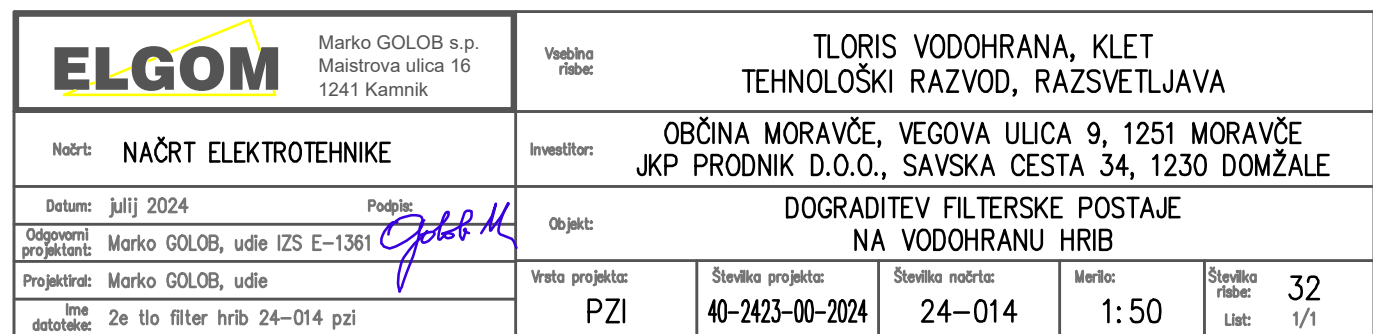 ELGOM
Marko GOLOB s.p.
Maistrova ulica 16
1241 Kamnik
Vsebina risbe:
TLORIS VODOHRANA, KLET
TEHNOLOŠKI RAZVOD, RAZSVETLJAVA
Načrt: NAČRT ELEKTROTEHNIKE
Investitor:
OBČINA MORAVČE, VEGOVA ULICA 9, 1251 MORAVČE
JKP PRODNIK D.O.O., SAVSKA CESTA 34, 1230 DOMŽALE
Datum: julij 2024 Podpis:
Golob M
Odgovorni projektant: Marko GOLOB, udie IZS E-1361
Objekt:
DOGRADITEV FILTERSKE POSTAJE
NA VODOHRANU HRIB
Projektiral: Marko GOLOB, udie
Ime datoteke: 2e tlo filter hrib 24-014 pzi
Vrsta projekta:
PZI
Številka projekta:
40-2423-00-2024
Številka načrta:
24-014
Merilo:
1:50
Številka risbe: 32
List: 1/1